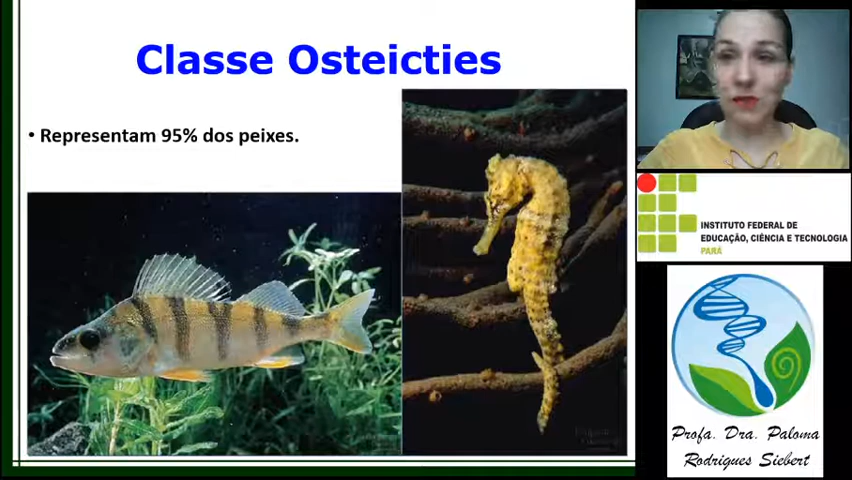 Classe Osteicties
• Representam 95% dos peixes.
INSTITUTO FEDERAL DE
EDUCAÇÃO, CIÊNCIA E TECNOLOGIA
PARÁ
Profa. Dra. Paloma
Rodrigues Siebert